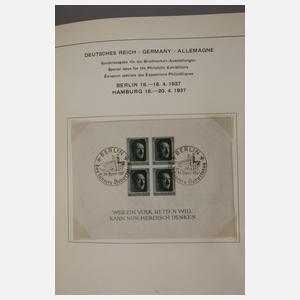 DEUTSCHES REICH · GERMANY · ALLEMAGNE
Sonderausgabe für die Briefmarken-Ausstellungen
Special issue for the Philatelic Exhibitions
Emission spéciale des Expositions Philatéliques
BERLIN 16.—18. 4. 1937
HAMBURG 16.—20. 4. 1937
BERLIN
BERLIN
WER EIN VOLK RETTEN WILL
KANN NUR HEROISCH DENKEN